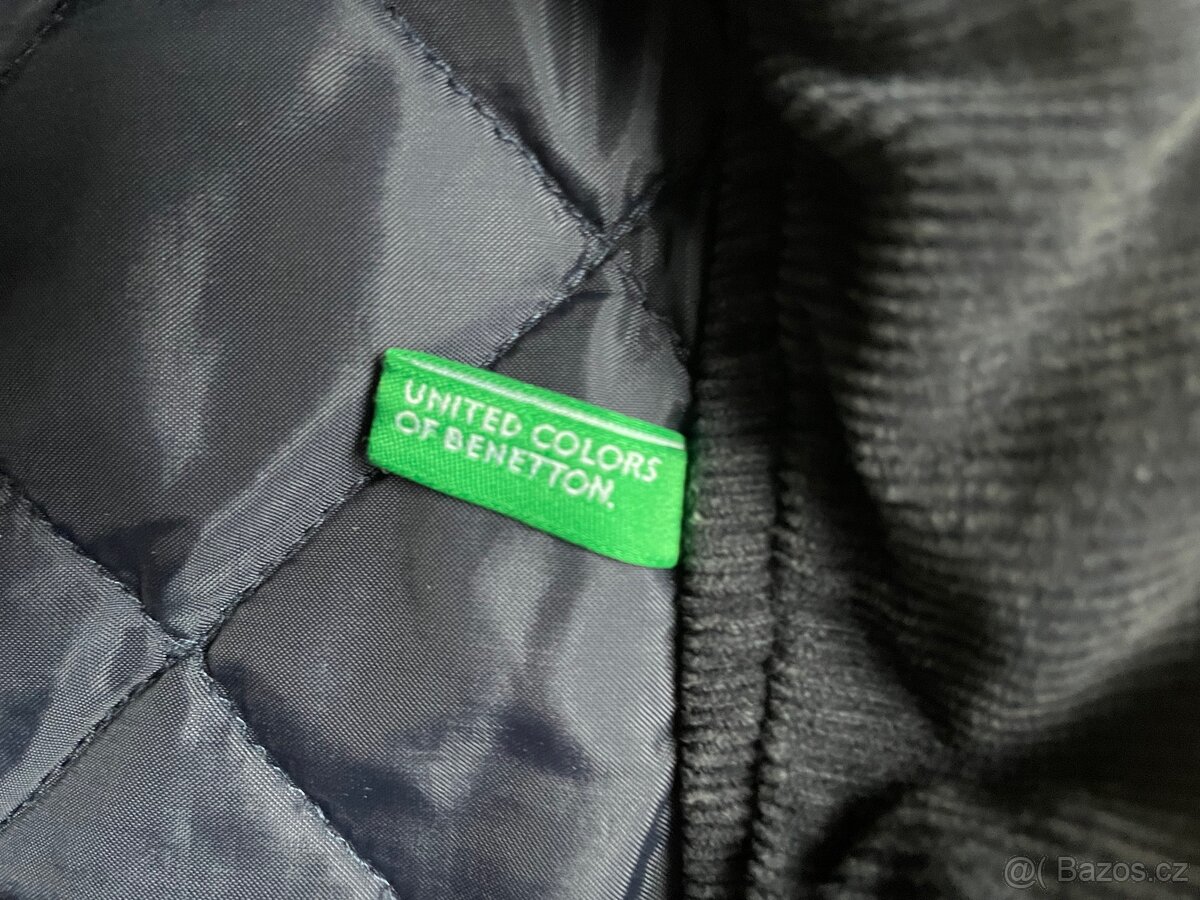 UNITED COLORS
OF BENETTON.
@( Bazos.cz